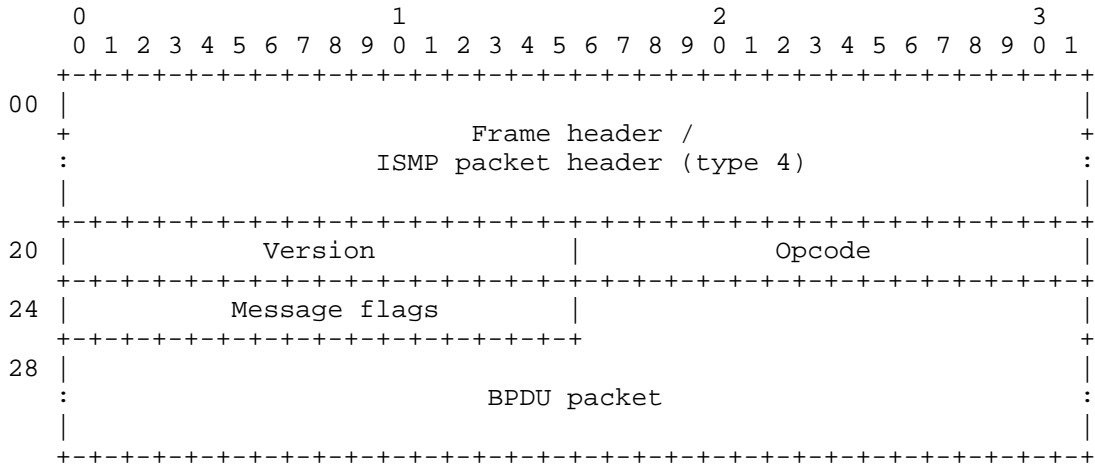 0                   1                   2                   3
 0 1 2 3 4 5 6 7 8 9 0 1 2 3 4 5 6 7 8 9 0 1 2 3 4 5 6 7 8 9 0 1
+-+-+-+-+-+-+-+-+-+-+-+-+-+-+-+-+-+-+-+-+-+-+-+-+-+-+-+-+-+-+-+-+
00 |                                                               |
+                         Frame header /                        +
:                   ISMP packet header (type 4)                 :
|                                                               |
+-+-+-+-+-+-+-+-+-+-+-+-+-+-+-+-+-+-+-+-+-+-+-+-+-+-+-+-+-+-+-+-+
20 |            Version            |            Opcode             |
+-+-+-+-+-+-+-+-+-+-+-+-+-+-+-+-+-+-+-+-+-+-+-+-+-+-+-+-+-+-+-+-+
24 |          Message flags        |                               |
+-+-+-+-+-+-+-+-+-+-+-+-+-+-+-+-+                               +
28 |                                                               |
:                          BPDU packet                          :
|                                                               |
+-+-+-+-+-+-+-+-+-+-+-+-+-+-+-+-+-+-+-+-+-+-+-+-+-+-+-+-+-+-+-+-+